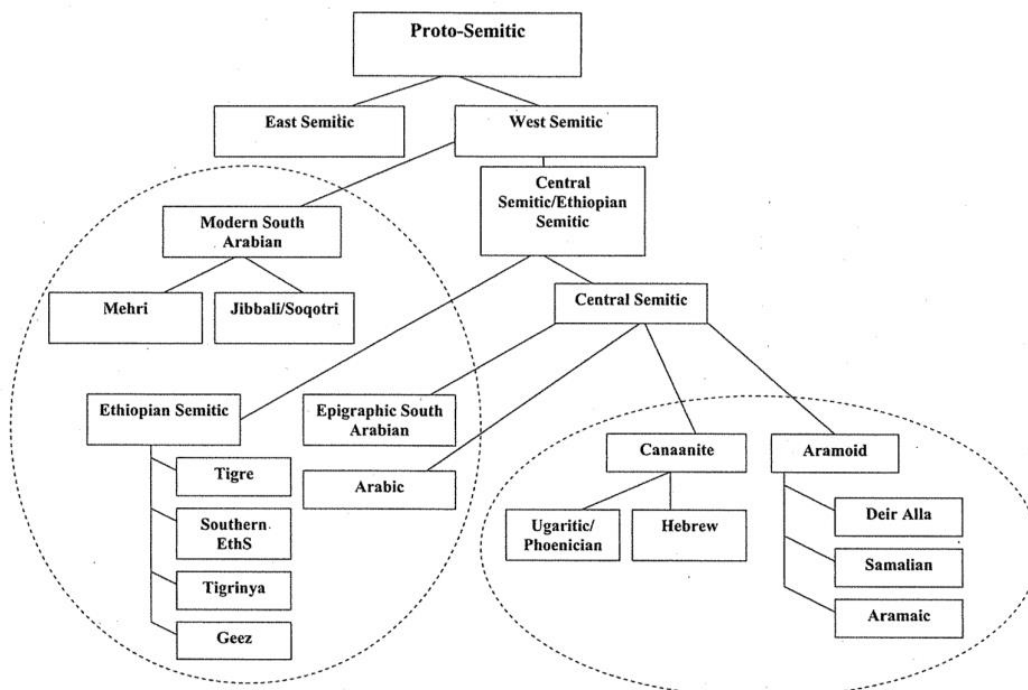 Proto-Semitic
East Semitic
West Semitic
Central
Semitic/Ethiopian
Semitic
Modern South
Arabian
Mehri
Jibbali/Soqotri
Central Semitic
Ethiopian Semitic
Epigraphic South
Arabian
Arabic
Tigre
Southern
EthS
Tigrinya
Geez
Canaanite
Aramoid
Ugaritic/
Phoenician
Hebrew
Deir Alla
Samalian
Aramaic